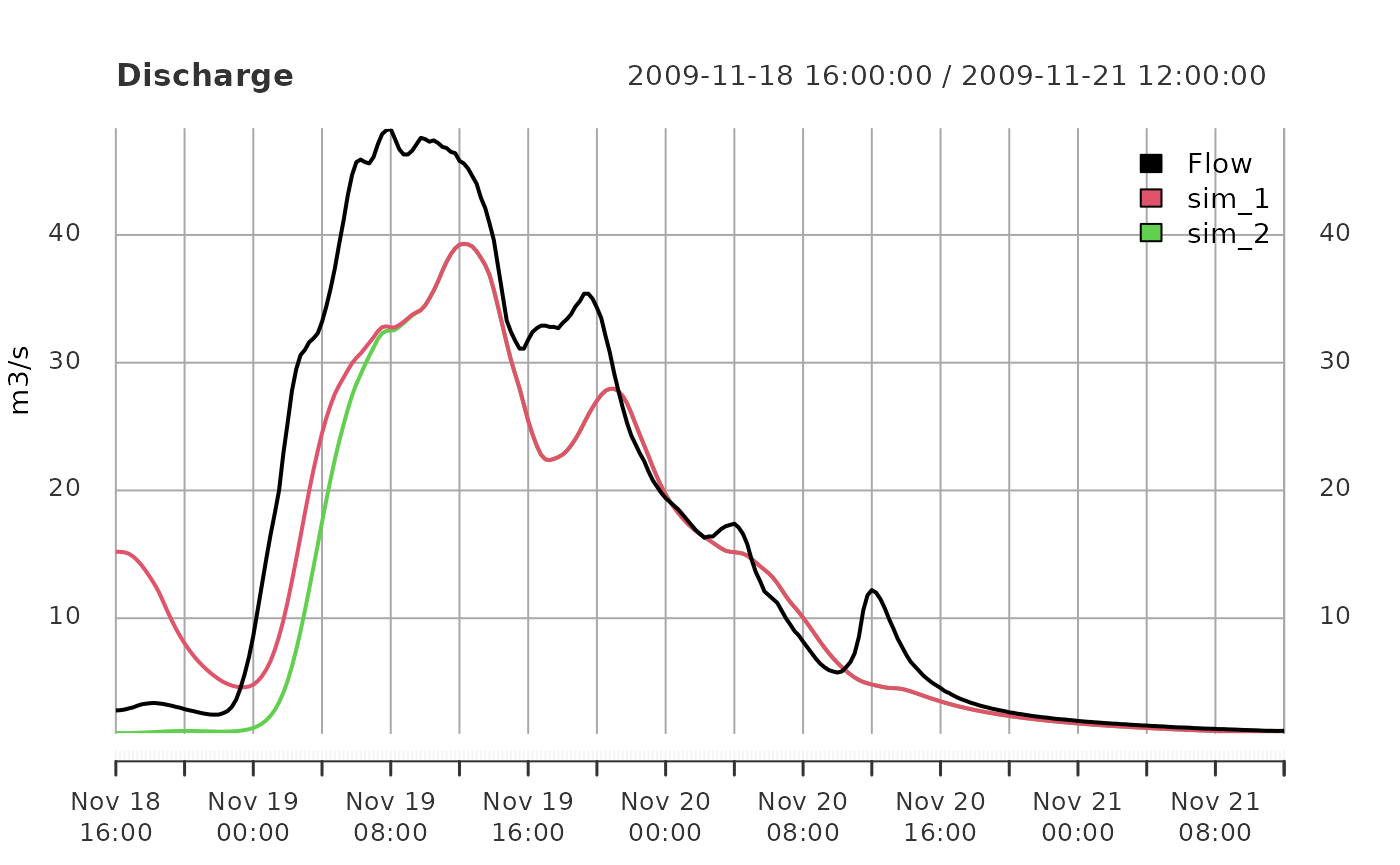 Discharge
2009-11-18 16:00:00 / 2009-11-21 12:00:00
Flow
sim_1
sim_2
m3/s
40
30
20
10
40
30
20
10
Nov 18 16:00
Nov 19 00:00
Nov 19 08:00
Nov 19 16:00
Nov 20 00:00
Nov 20 08:00
Nov 20 16:00
Nov 21 00:00
Nov 21 08:00